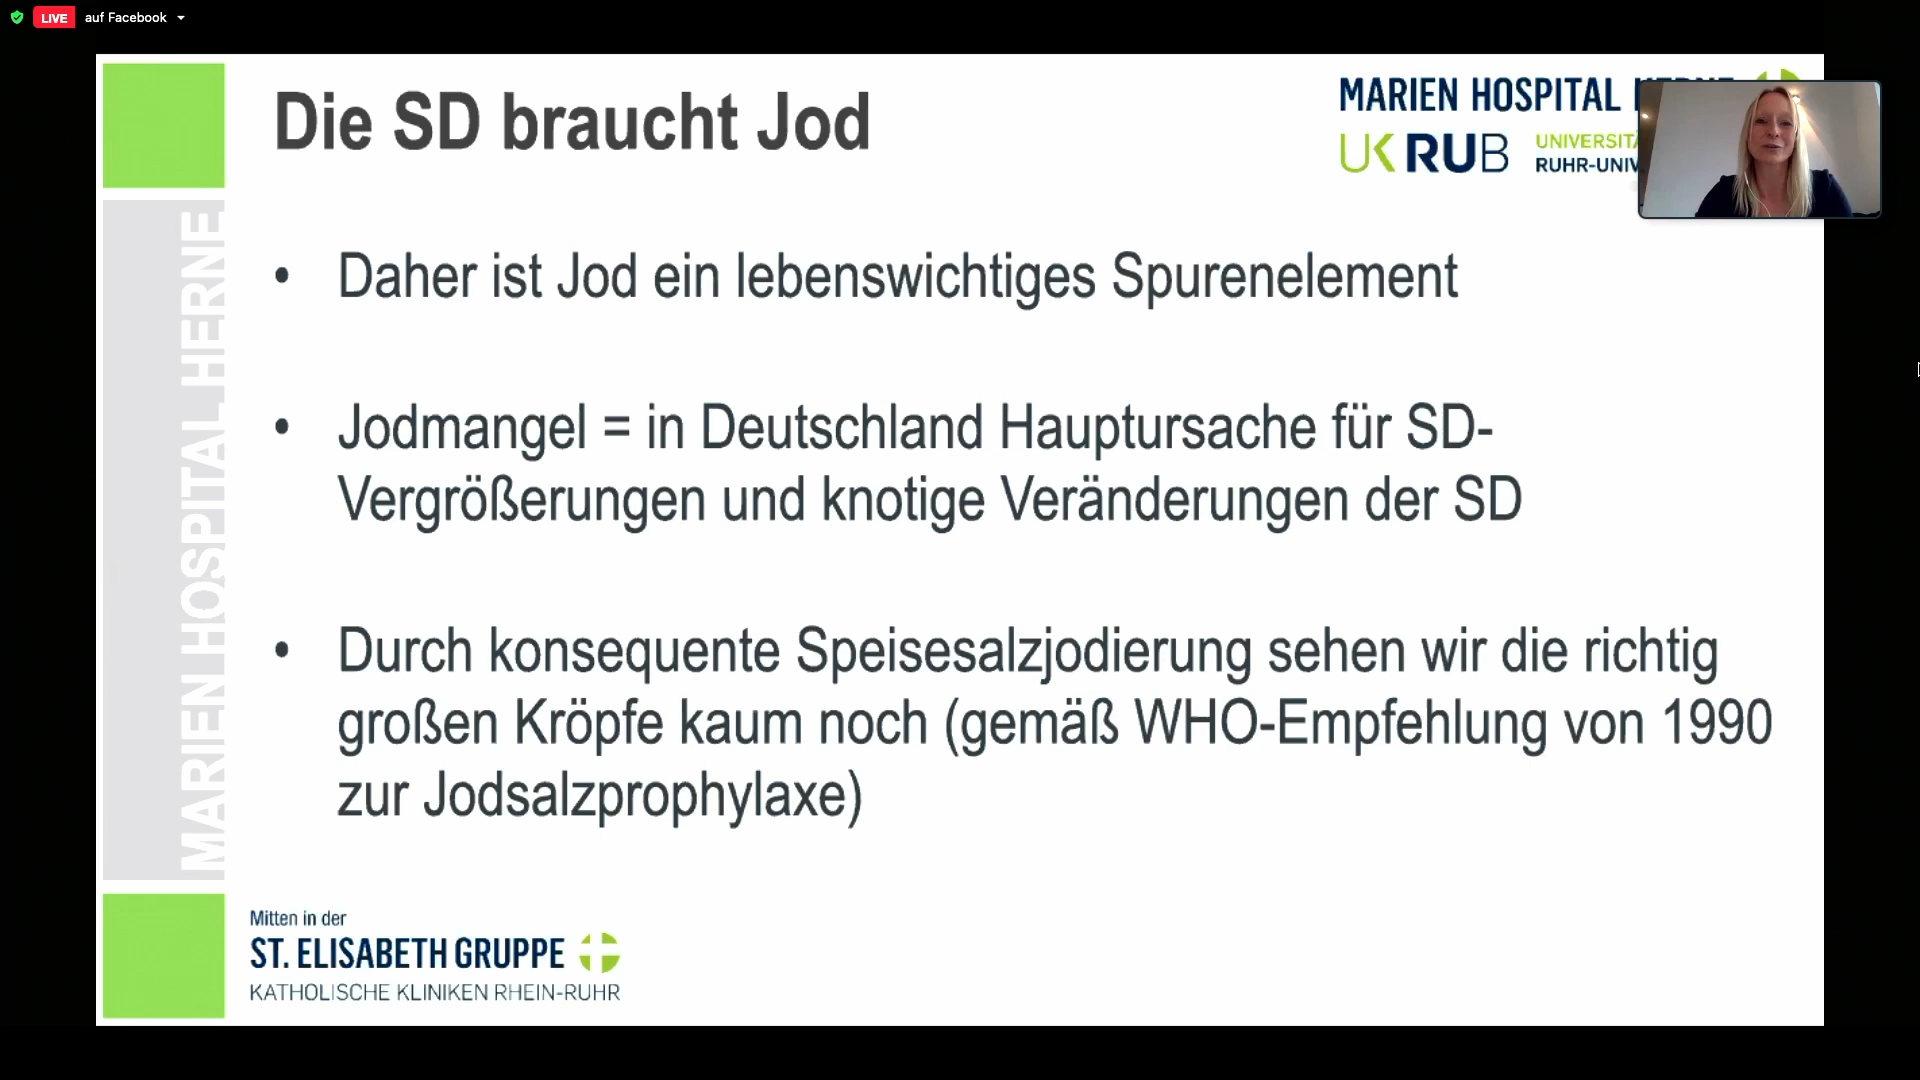 LIVE auf Facebook
Die SD braucht Jod
MARIEN HOSPITAL
UK RUB
RUHR-UNIV
MARIEN HOSPITAL HERNE
• Daher ist Jod ein lebenswichtiges Spurenelement
• Jodmangel = in Deutschland Hauptursache für SD-
Vergrößerungen und knotige Veränderungen der SD
• Durch konsequente Speisesalzjodierung sehen wir die richtig
großen Kröpfe kaum noch (gemäß WHO-Empfehlung von 1990
zur Jodsalzprophylaxe)
Mitten in der
ST. ELISABETH GRUPPE
KATHOLISCHE KLINIKEN RHEIN-RUHR